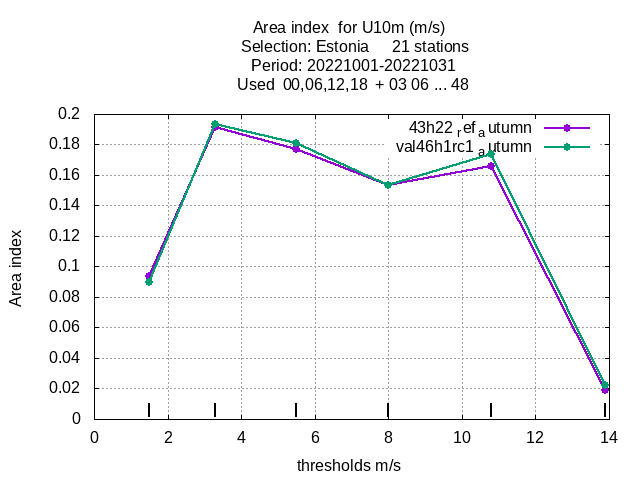 Area index  for U10m (m/s)
Selection: Estonia     21 stations
Period: 20221001-20221031
Used  00,06,12,18  + 03 06 ... 48
43h22 ref autumn
val46h1rc1 autumn
0.2
0.18
0.16
0.14
0.12
0.1
0.08
0.06
0.04
0.02
0
Area index
0 2 4 6 8 10 12 14
thresholds m/s